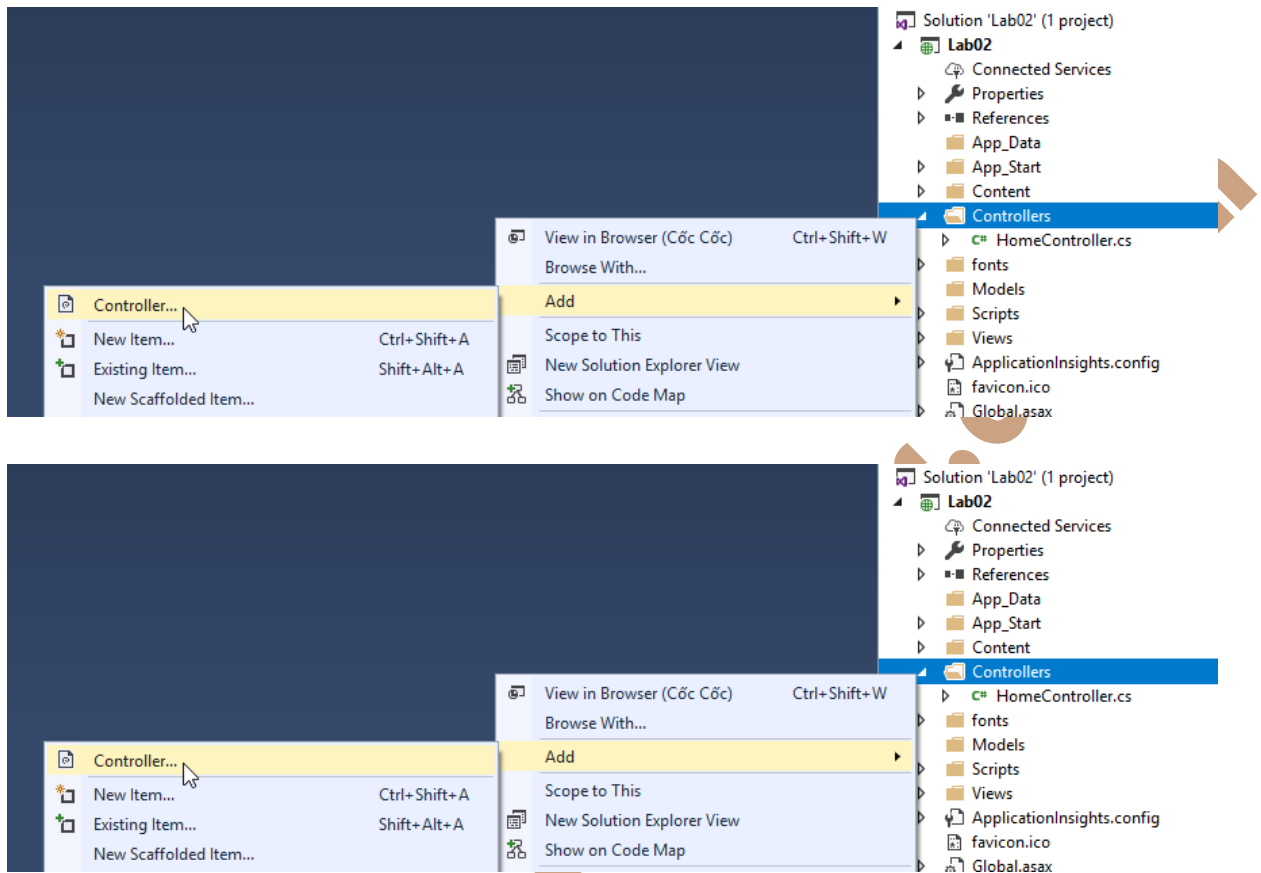 Solution 'Lab02' (1 project)
Lab02
Connected Services
Properties
References
App_Data
App_Start
Content
Controllers
C# HomeController.cs
fonts
Models
Scripts
Views
ApplicationInsights.config
favicon.ico
Global.asax
View in Browser (Cốc Cốc) Ctrl+Shift+W
Browse With...
Add
Scope to This
New Solution Explorer View
Show on Code Map
Controller...
New Item... Ctrl+Shift+A
Existing Item... Shift+Alt+A
New Scaffolded Item...
Solution 'Lab02' (1 project)
Lab02
Connected Services
Properties
References
App_Data
App_Start
Content
Controllers
C# HomeController.cs
fonts
Models
Scripts
Views
ApplicationInsights.config
favicon.ico
Global.asax
View in Browser (Cốc Cốc) Ctrl+Shift+W
Browse With...
Add
Scope to This
New Solution Explorer View
Show on Code Map
Controller...
New Item... Ctrl+Shift+A
Existing Item... Shift+Alt+A
New Scaffolded Item...